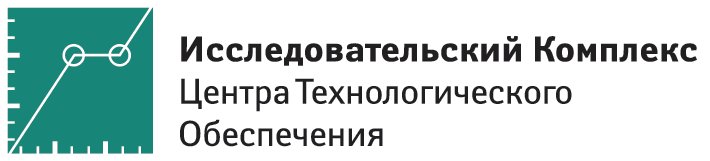 Исследовательский Комплекс
Центра Технологического
Обеспечения